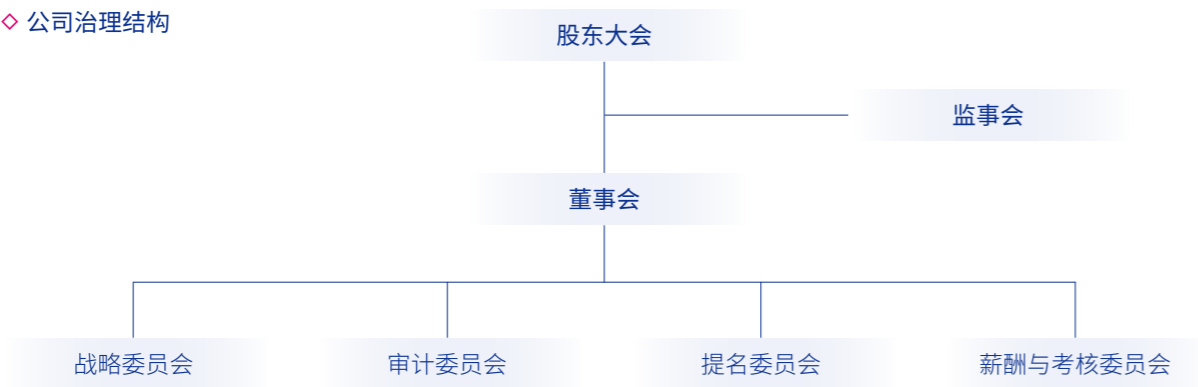 公司治理结构
股东大会
监事会
董事会
战略委员会
审计委员会
提名委员会
薪酬与考核委员会